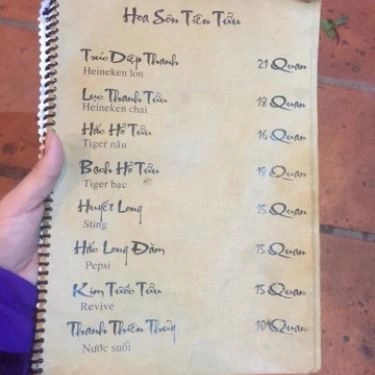 Hoa Sơn Tiên Tửu
Trúc Diệp Thanh 21 Quan
Heineken lon
Lục Thanh Tửu 18 Quan
Heineken chai
Hắc Hổ Tửu 16 Quan
Tiger nâu
Bạch Hổ Tửu 18 Quan
Tiger bạc
Huyết Long 15 Quan
Sting
Hắc Long Đàm 15 Quan
Pepsi
Kim Tước Tửu 15 Quan
Revive
Thanh Thiên Thủy 10 Quan
Nước suối